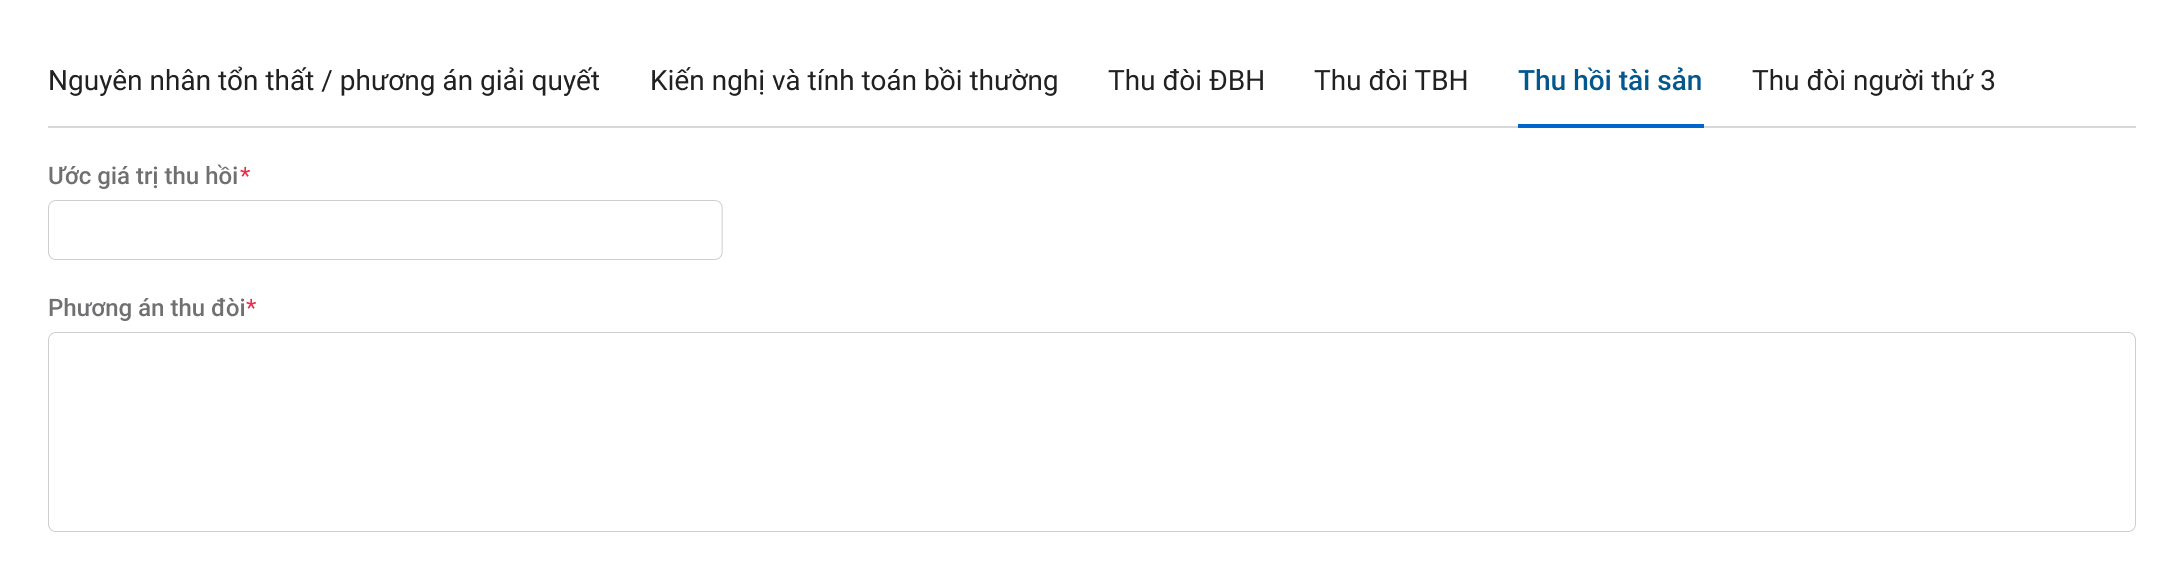 Nguyên nhân tổn thất / phương án giải quyết Kiến nghị và tính toán bồi thường Thu đòi ĐBH Thu đòi TBH Thu hồi tài sản Thu đòi người thứ 3
Ước giá trị thu hồi*
Phương án thu đòi*